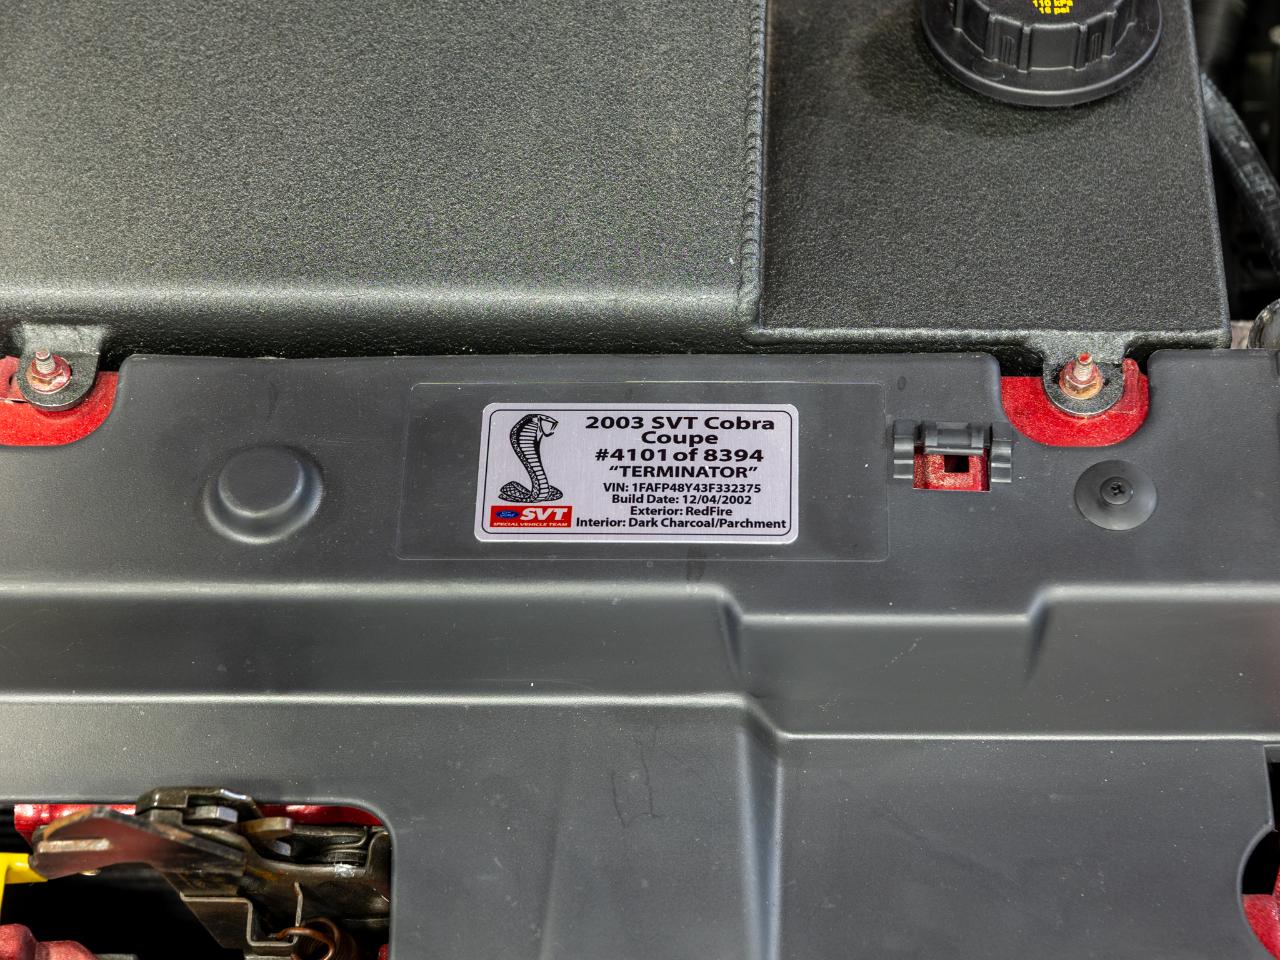 110 kPa
16 psi
2003 SVT Cobra
Coupe
#4101 of 8394
“TERMINATOR”
VIN: 1FAFP48Y43F332375
Build Date: 12/04/2002
Exterior: RedFire
Interior: Dark Charcoal/Parchment
Ford SVT
SPECIAL VEHICLE TEAM